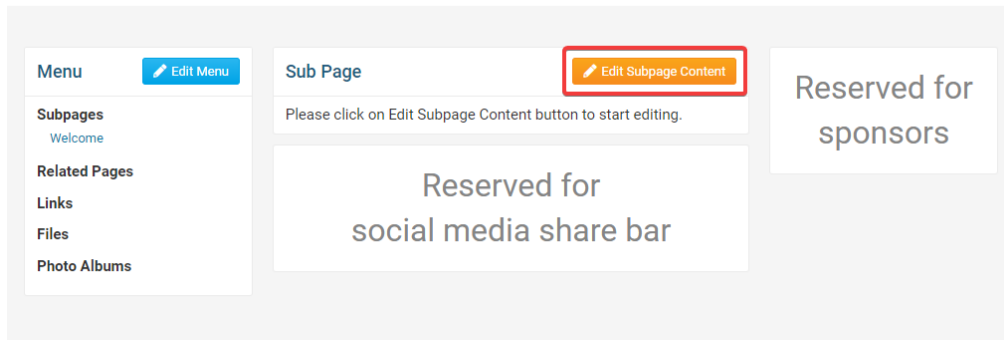 Menu
Edit Menu
Subpages
Welcome
Related Pages
Links
Files
Photo Albums
Sub Page
Edit Subpage Content
Please click on Edit Subpage Content button to start editing.
Reserved for
social media share bar
Reserved for
sponsors